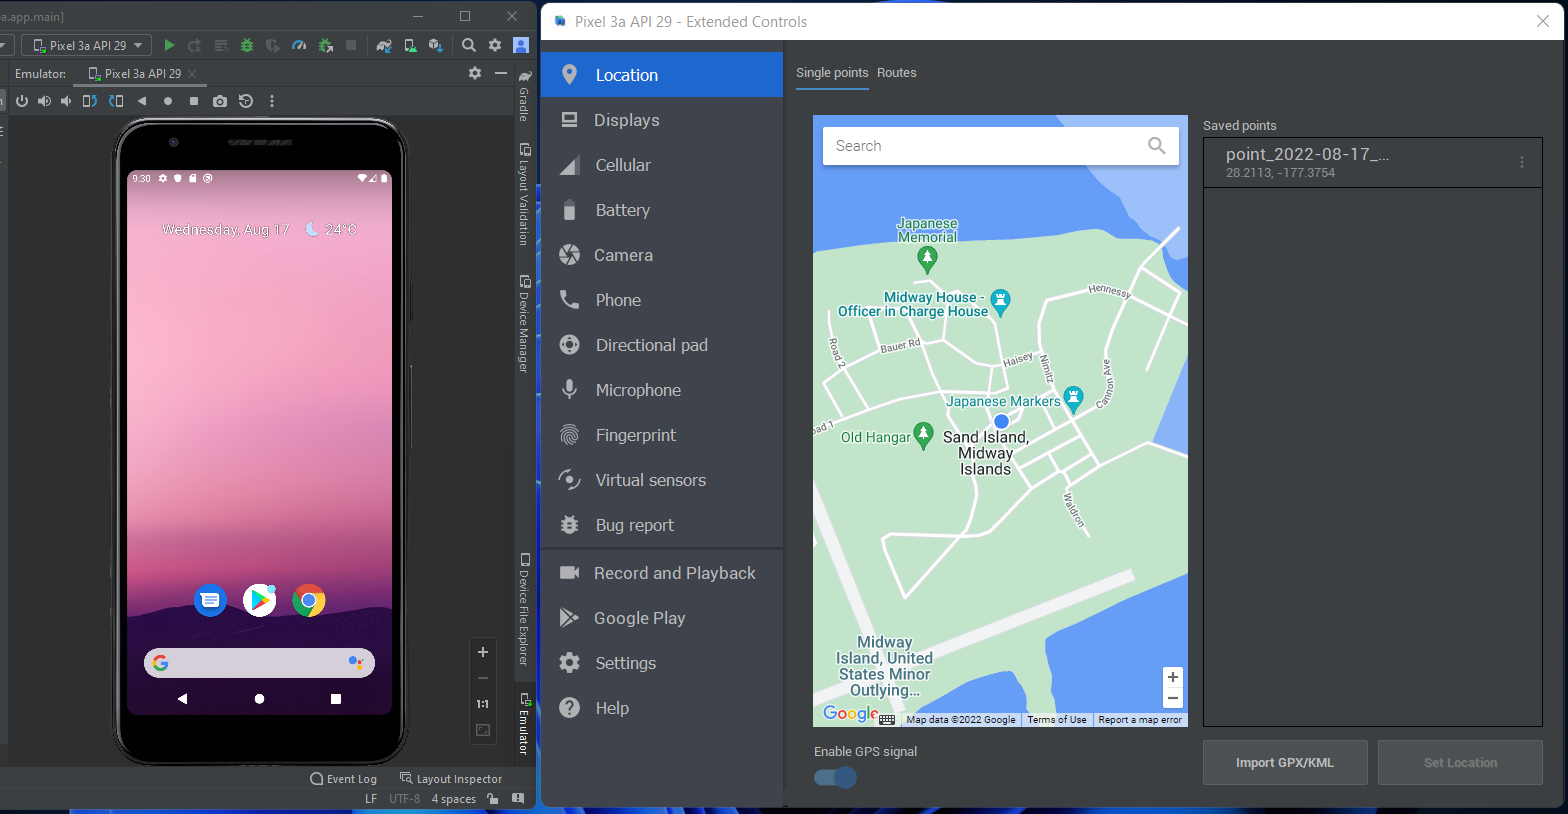 a.app.main]
Pixel 3a API 29
Emulator:
Pixel 3a API 29
9:30
Wednesday, Aug 17
24°C
1:1
Gradle
Layout Validation
Device Manager
Device File Explorer
Emulator
Event Log
Layout Inspector
LF
UTF-8
4 spaces
Pixel 3a API 29 - Extended Controls
Location
Displays
Cellular
Battery
Camera
Phone
Directional pad
Microphone
Fingerprint
Virtual sensors
Bug report
Record and Playback
Google Play
Settings
Help
Single points
Routes
Search
Japanese
Memorial
Midway House -
Officer in Charge House
Hennessy
Road 2
Bauer Rd
Halsey
Nimitz
Cannon Ave
Japanese Markers
oad 1
Old Hangar
Sand Island,
Midway
Islands
Waldron
Midway
Island, United
States Minor
Outlying...
Google
Map data ©2022 Google
Terms of Use
Report a map error
Enable GPS signal
Saved points
point_2022-08-17_...
28.2113, -177.3754
Import GPX/KML
Set Location